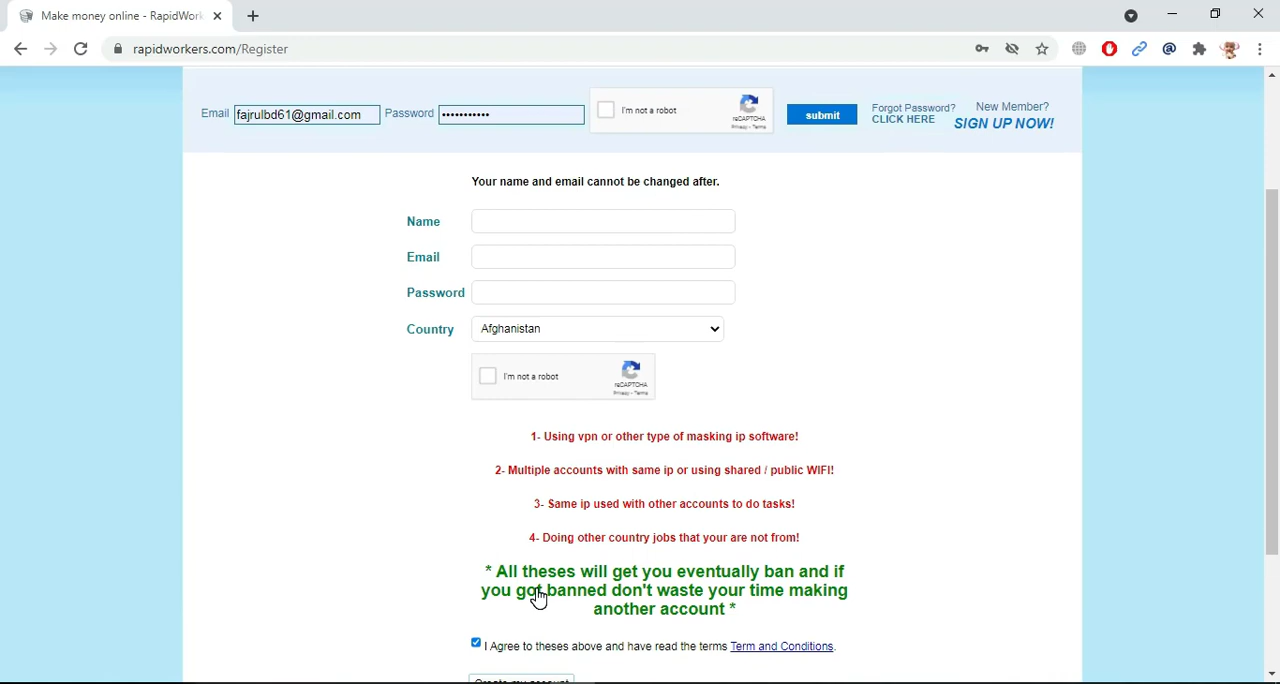 Make money online - RapidWork
rapidworkers.com/Register
Email fajrulbd61@gmail.com Password ••••••••••• I'm not a robot reCAPTCHA Privacy - Terms submit Forgot Password? CLICK HERE New Member? SIGN UP NOW!
Your name and email cannot be changed after.
Name
Email
Password
Country Afghanistan
I'm not a robot
reCAPTCHA
Privacy - Terms
1- Using vpn or other type of masking ip software!
2- Multiple accounts with same ip or using shared / public WIFI!
3- Same ip used with other accounts to do tasks!
4- Doing other country jobs that your are not from!
* All theses will get you eventually ban and if
you got banned don't waste your time making
another account *
I Agree to theses above and have read the terms Term and Conditions.
Create my account